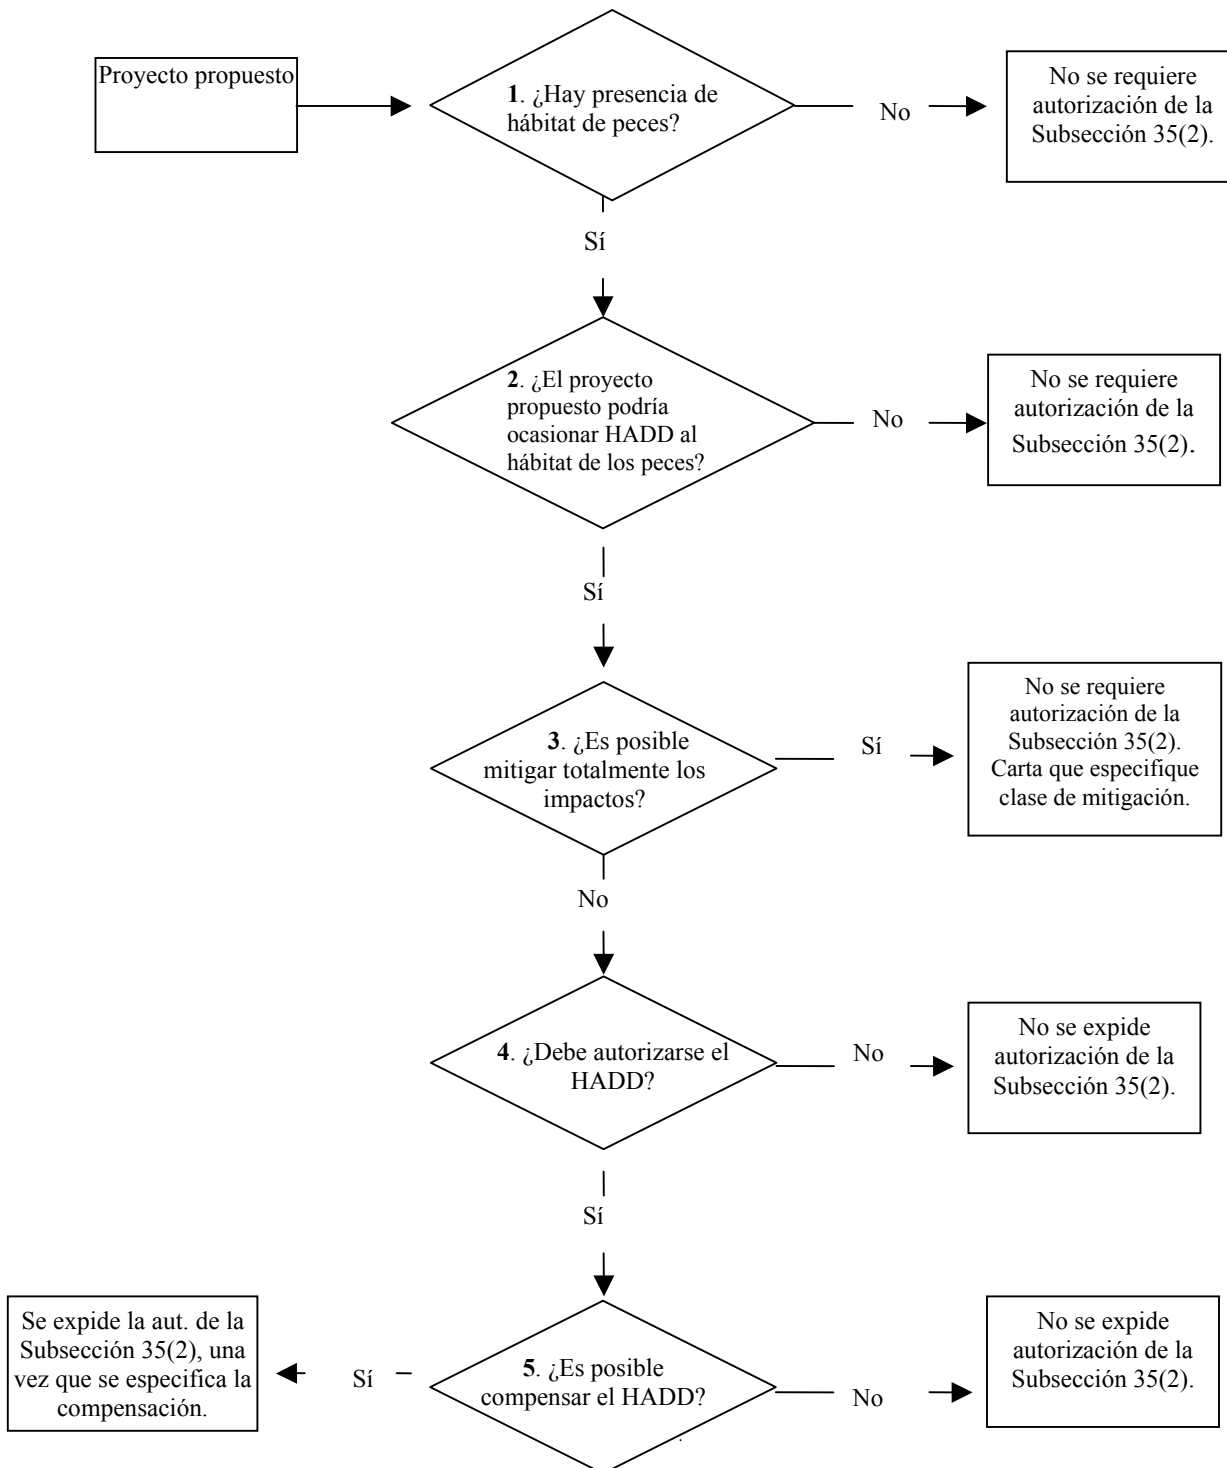 Proyecto propuesto
1. ¿Hay presencia de
hábitat de peces?
No
No se requiere
autorización de la
Subsección 35(2).
Sí
2. ¿El proyecto
propuesto podría
ocasionar HADD al
hábitat de los peces?
No
No se requiere
autorización de la
Subsección 35(2).
Sí
3. ¿Es posible
mitigar totalmente los
impactos?
Sí
No se requiere
autorización de la
Subsección 35(2).
Carta que especifique
clase de mitigación.
No
4. ¿Debe autorizarse el
HADD?
No
No se expide
autorización de la
Subsección 35(2).
Sí
5. ¿Es posible
compensar el HADD?
Sí
Se expide la aut. de la
Subsección 35(2), una
vez que se especifica la
compensación.
No
No se expide
autorización de la
Subsección 35(2).